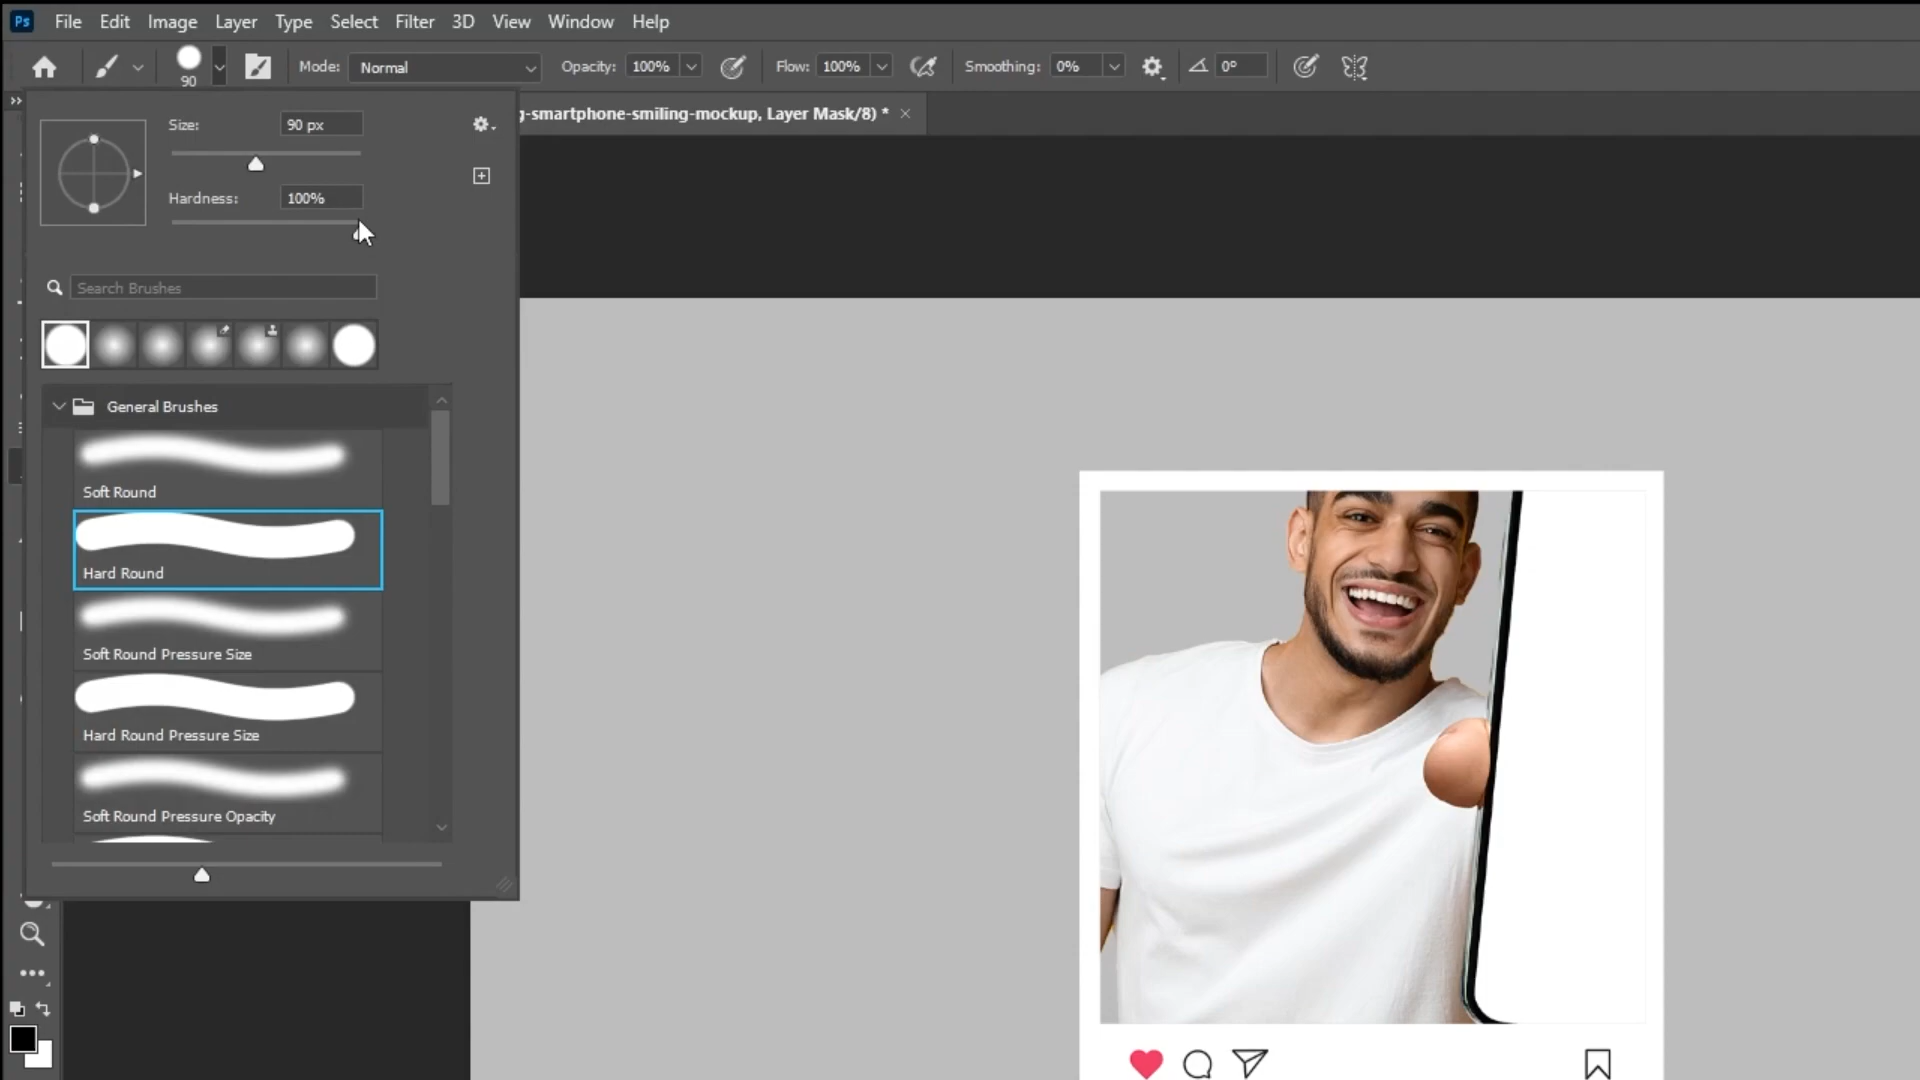 Ps File Edit Image Layer Type Select Filter 3D View Window Help
90 Mode: Normal Opacity: 100% Flow: 100% Smoothing: 0% 0°
g-smartphone-smiling-mockup, Layer Mask/8) * ×
Size: 90 px
Hardness: 100%
Search Brushes
General Brushes
Soft Round
Hard Round
Soft Round Pressure Size
Hard Round Pressure Size
Soft Round Pressure Opacity